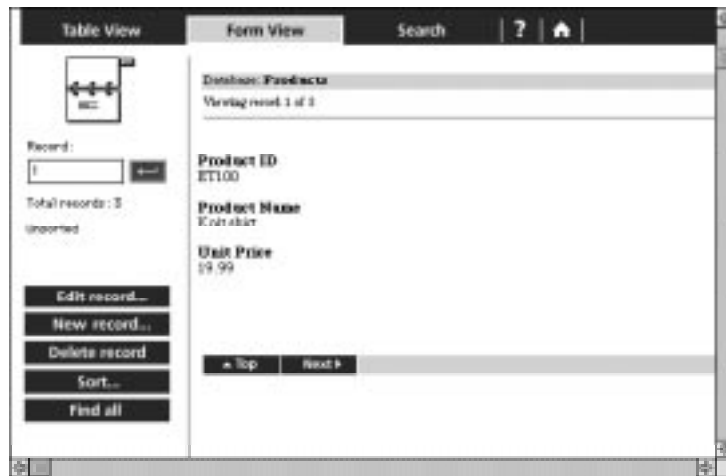 Table View
Form View
Search
?
Database: Products
Viewing record 1 of 3
Record:
1
Total records: 3
Unsorted
Product ID
ET100
Product Name
Knit shirt
Unit Price
19.99
Edit record...
New record...
Delete record
Sort...
Find all
Top
Next